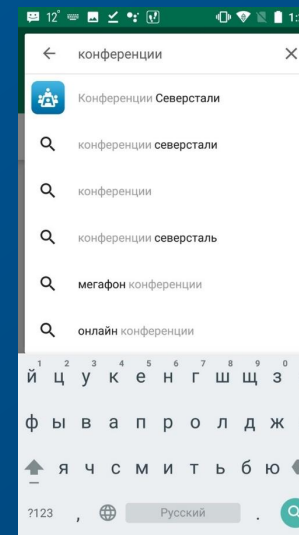 12°
1:
конференции
Конференции Северстали
конференции северстали
конференции
конференции северсталь
мегафон конференции
онлайн конференции
1 2 3 4 5 6 7 8 9 0
й ц у к е н г ш щ з
ф ы в а п р о л д ж
я ч с м и т ь б ю
?123 , Русский .